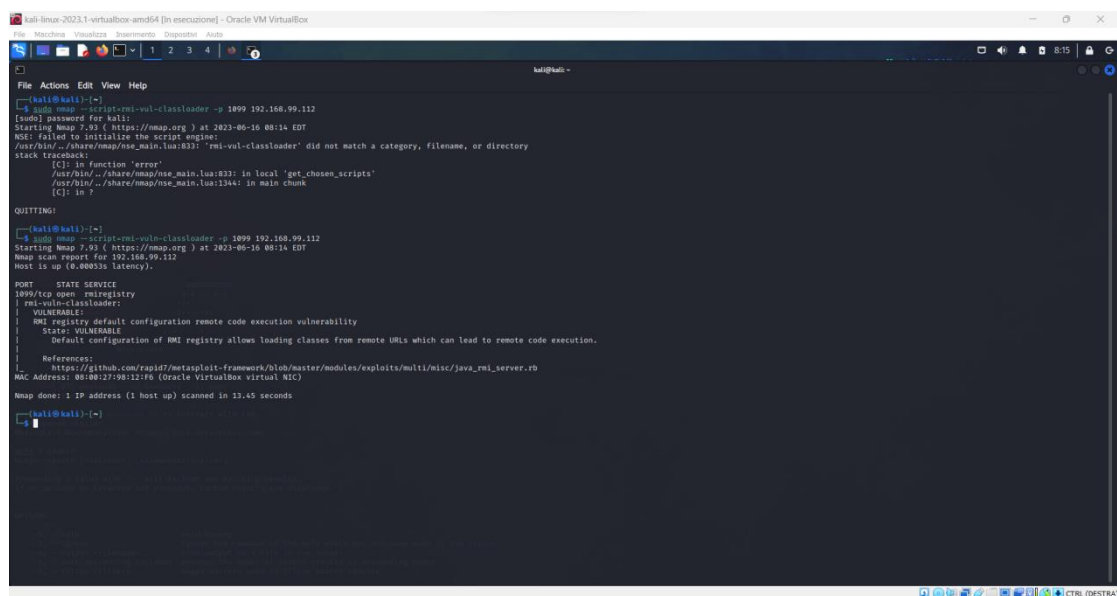 kali-linux-2023.1-virtualbox-amd64 [In esecuzione] - Oracle VM VirtualBox
File Macchina Visualizza Inserimento Dispositivi Aiuto
1 2 3 4
8:15
kali@kali: ~
File Actions Edit View Help
(kali㉿kali)-[~]
$ sudo nmap --script=rmi-vul-classloader -p 1099 192.168.99.112
[sudo] password for kali:
Starting Nmap 7.93 ( https://nmap.org ) at 2023-06-16 08:14 EDT
NSE: failed to initialize the script engine:
/usr/bin/../share/nmap/nse_main.lua:833: 'rmi-vul-classloader' did not match a category, filename, or directory
stack traceback:
[C]: in function 'error'
/usr/bin/../share/nmap/nse_main.lua:833: in local 'get_chosen_scripts'
/usr/bin/../share/nmap/nse_main.lua:1344: in main chunk
[C]: in ?
QUITTING!
(kali㉿kali)-[~]
$ sudo nmap --script=rmi-vuln-classloader -p 1099 192.168.99.112
Starting Nmap 7.93 ( https://nmap.org ) at 2023-06-16 08:14 EDT
Nmap scan report for 192.168.99.112
Host is up (0.00053s latency).
PORT STATE SERVICE
1099/tcp open rmiregistry
| rmi-vuln-classloader:
| VULNERABLE:
| RMI registry default configuration remote code execution vulnerability
| State: VULNERABLE
| Default configuration of RMI registry allows loading classes from remote URLs which can lead to remote code execution.
|
| References:
|_ https://github.com/rapid7/metasploit-framework/blob/master/modules/exploits/multi/misc/java_rmi_server.rb
MAC Address: 08:00:27:98:12:F6 (Oracle VirtualBox virtual NIC)
Nmap done: 1 IP address (1 host up) scanned in 13.45 seconds
(kali㉿kali)-[~]
$
CTRL (DESTRA)